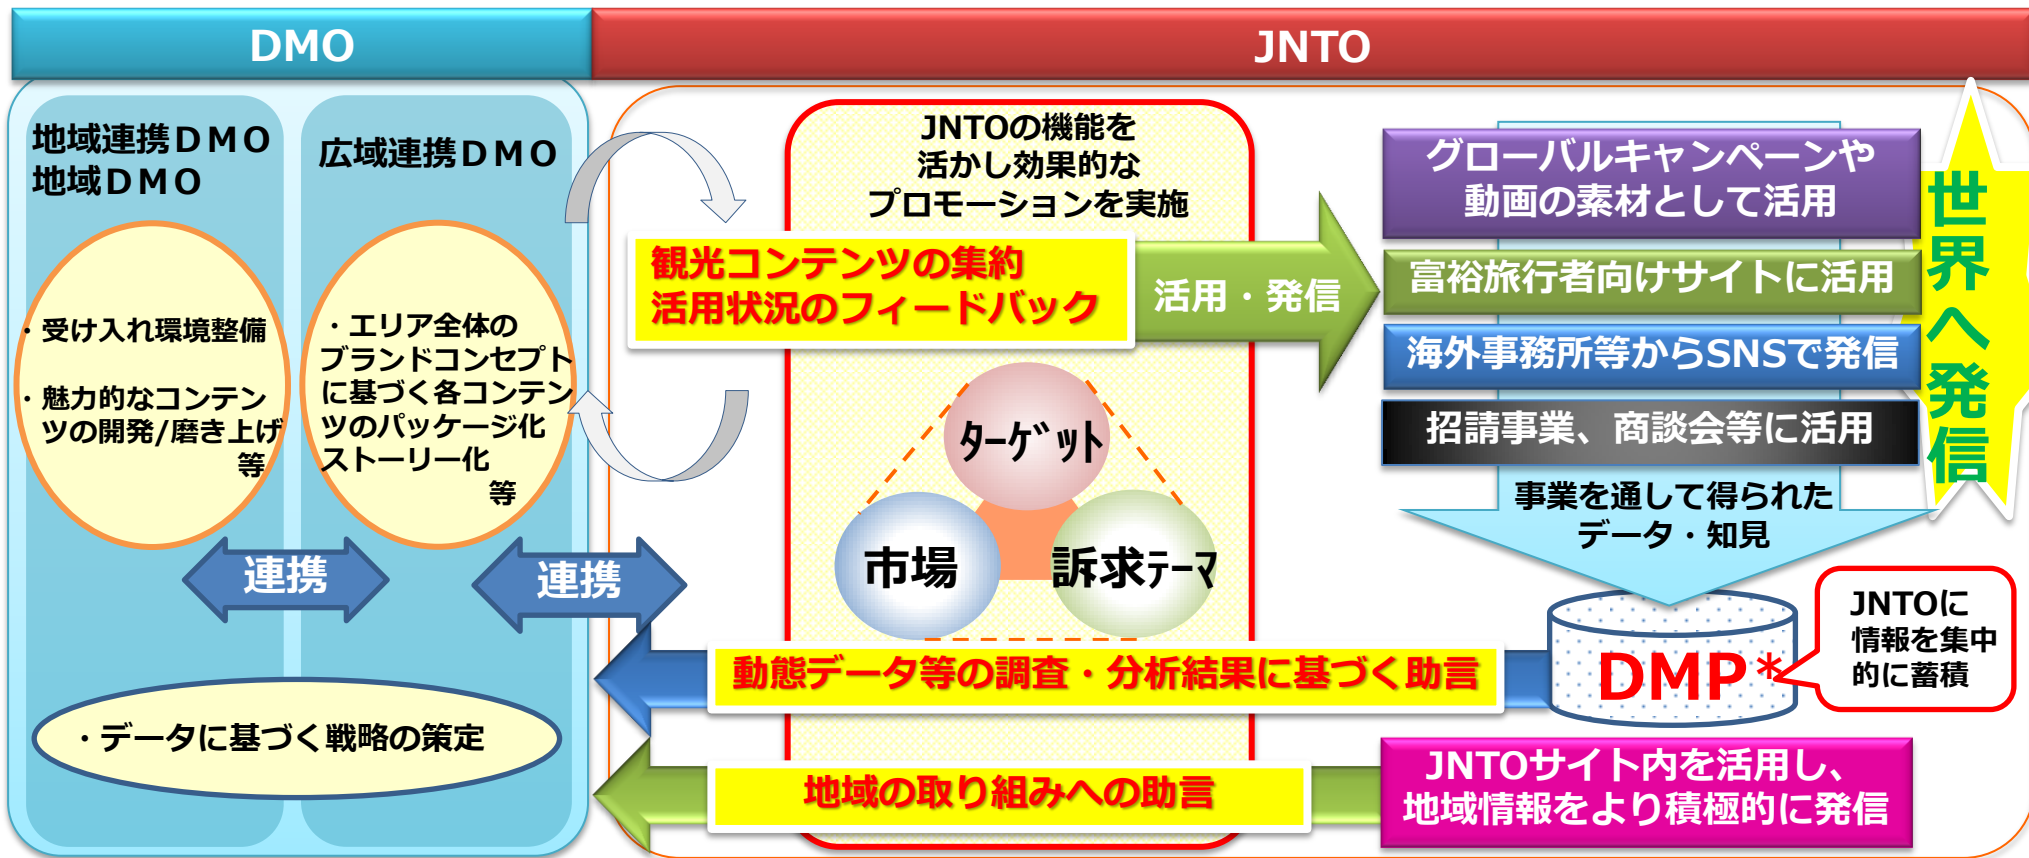 DMO
JNTO
地域連携ＤＭＯ
地域ＤＭＯ
広域連携ＤＭＯ
・受け入れ環境整備
・魅力的なコンテン
ツの開発/磨き上げ
等
・エリア全体の
ブランドコンセプト
に基づく各コンテン
ツのパッケージ化
ストーリー化
等
連携
連携
・データに基づく戦略の策定
JNTOの機能を
活かし効果的な
プロモーションを実施
観光コンテンツの集約
活用状況のフィードバック
活用・発信
ﾀｰｹﾞｯﾄ
市場
訴求ﾃｰﾏ
グローバルキャンペーンや
動画の素材として活用
富裕旅行者向けサイトに活用
海外事務所等からSNSで発信
招請事業、商談会等に活用
世界へ発信
事業を通して得られた
データ・知見
DMP*
JNTOに
情報を集中
的に蓄積
動態データ等の調査・分析結果に基づく助言
地域の取り組みへの助言
JNTOサイト内を活用し、
地域情報をより積極的に発信